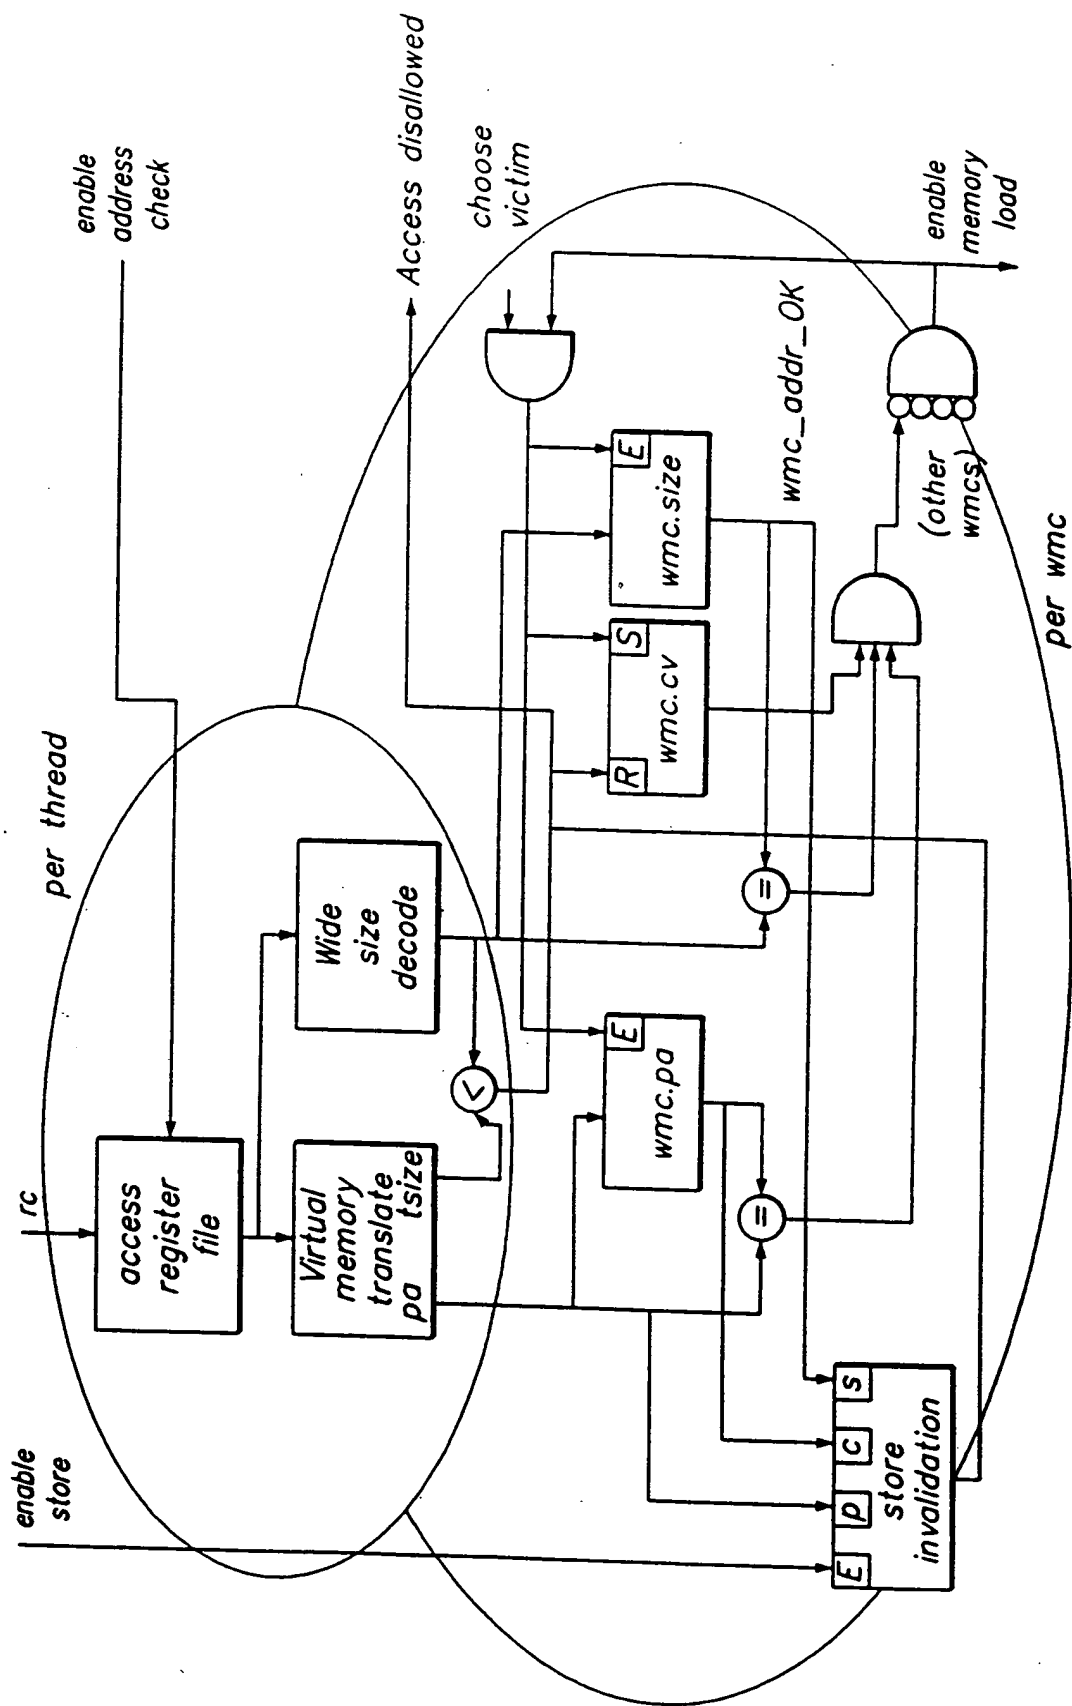 enable
store
rc
per thread
enable
address
check
access
register
file
Virtual
memory
translate
pa tsize
Wide
size
decode
<
Access disallowed
choose
victim
E
wmc.pa
R
S
wmc.cv
E
wmc.size
=
=
wmc_addr_OK
E
p
c
s
store
invalidation
(other
wmcs)
enable
memory
load
per wmc